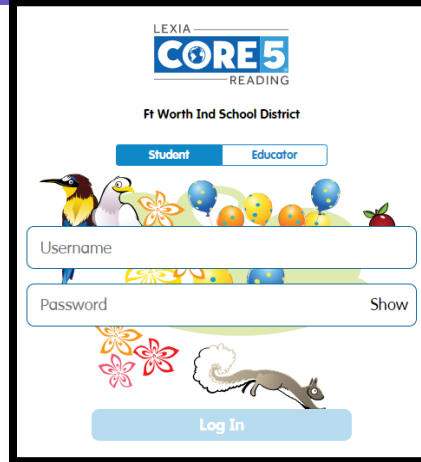 LEXIA
CORE5
READING
Ft Worth Ind School District
Student Educator
Username
Password Show
Log In